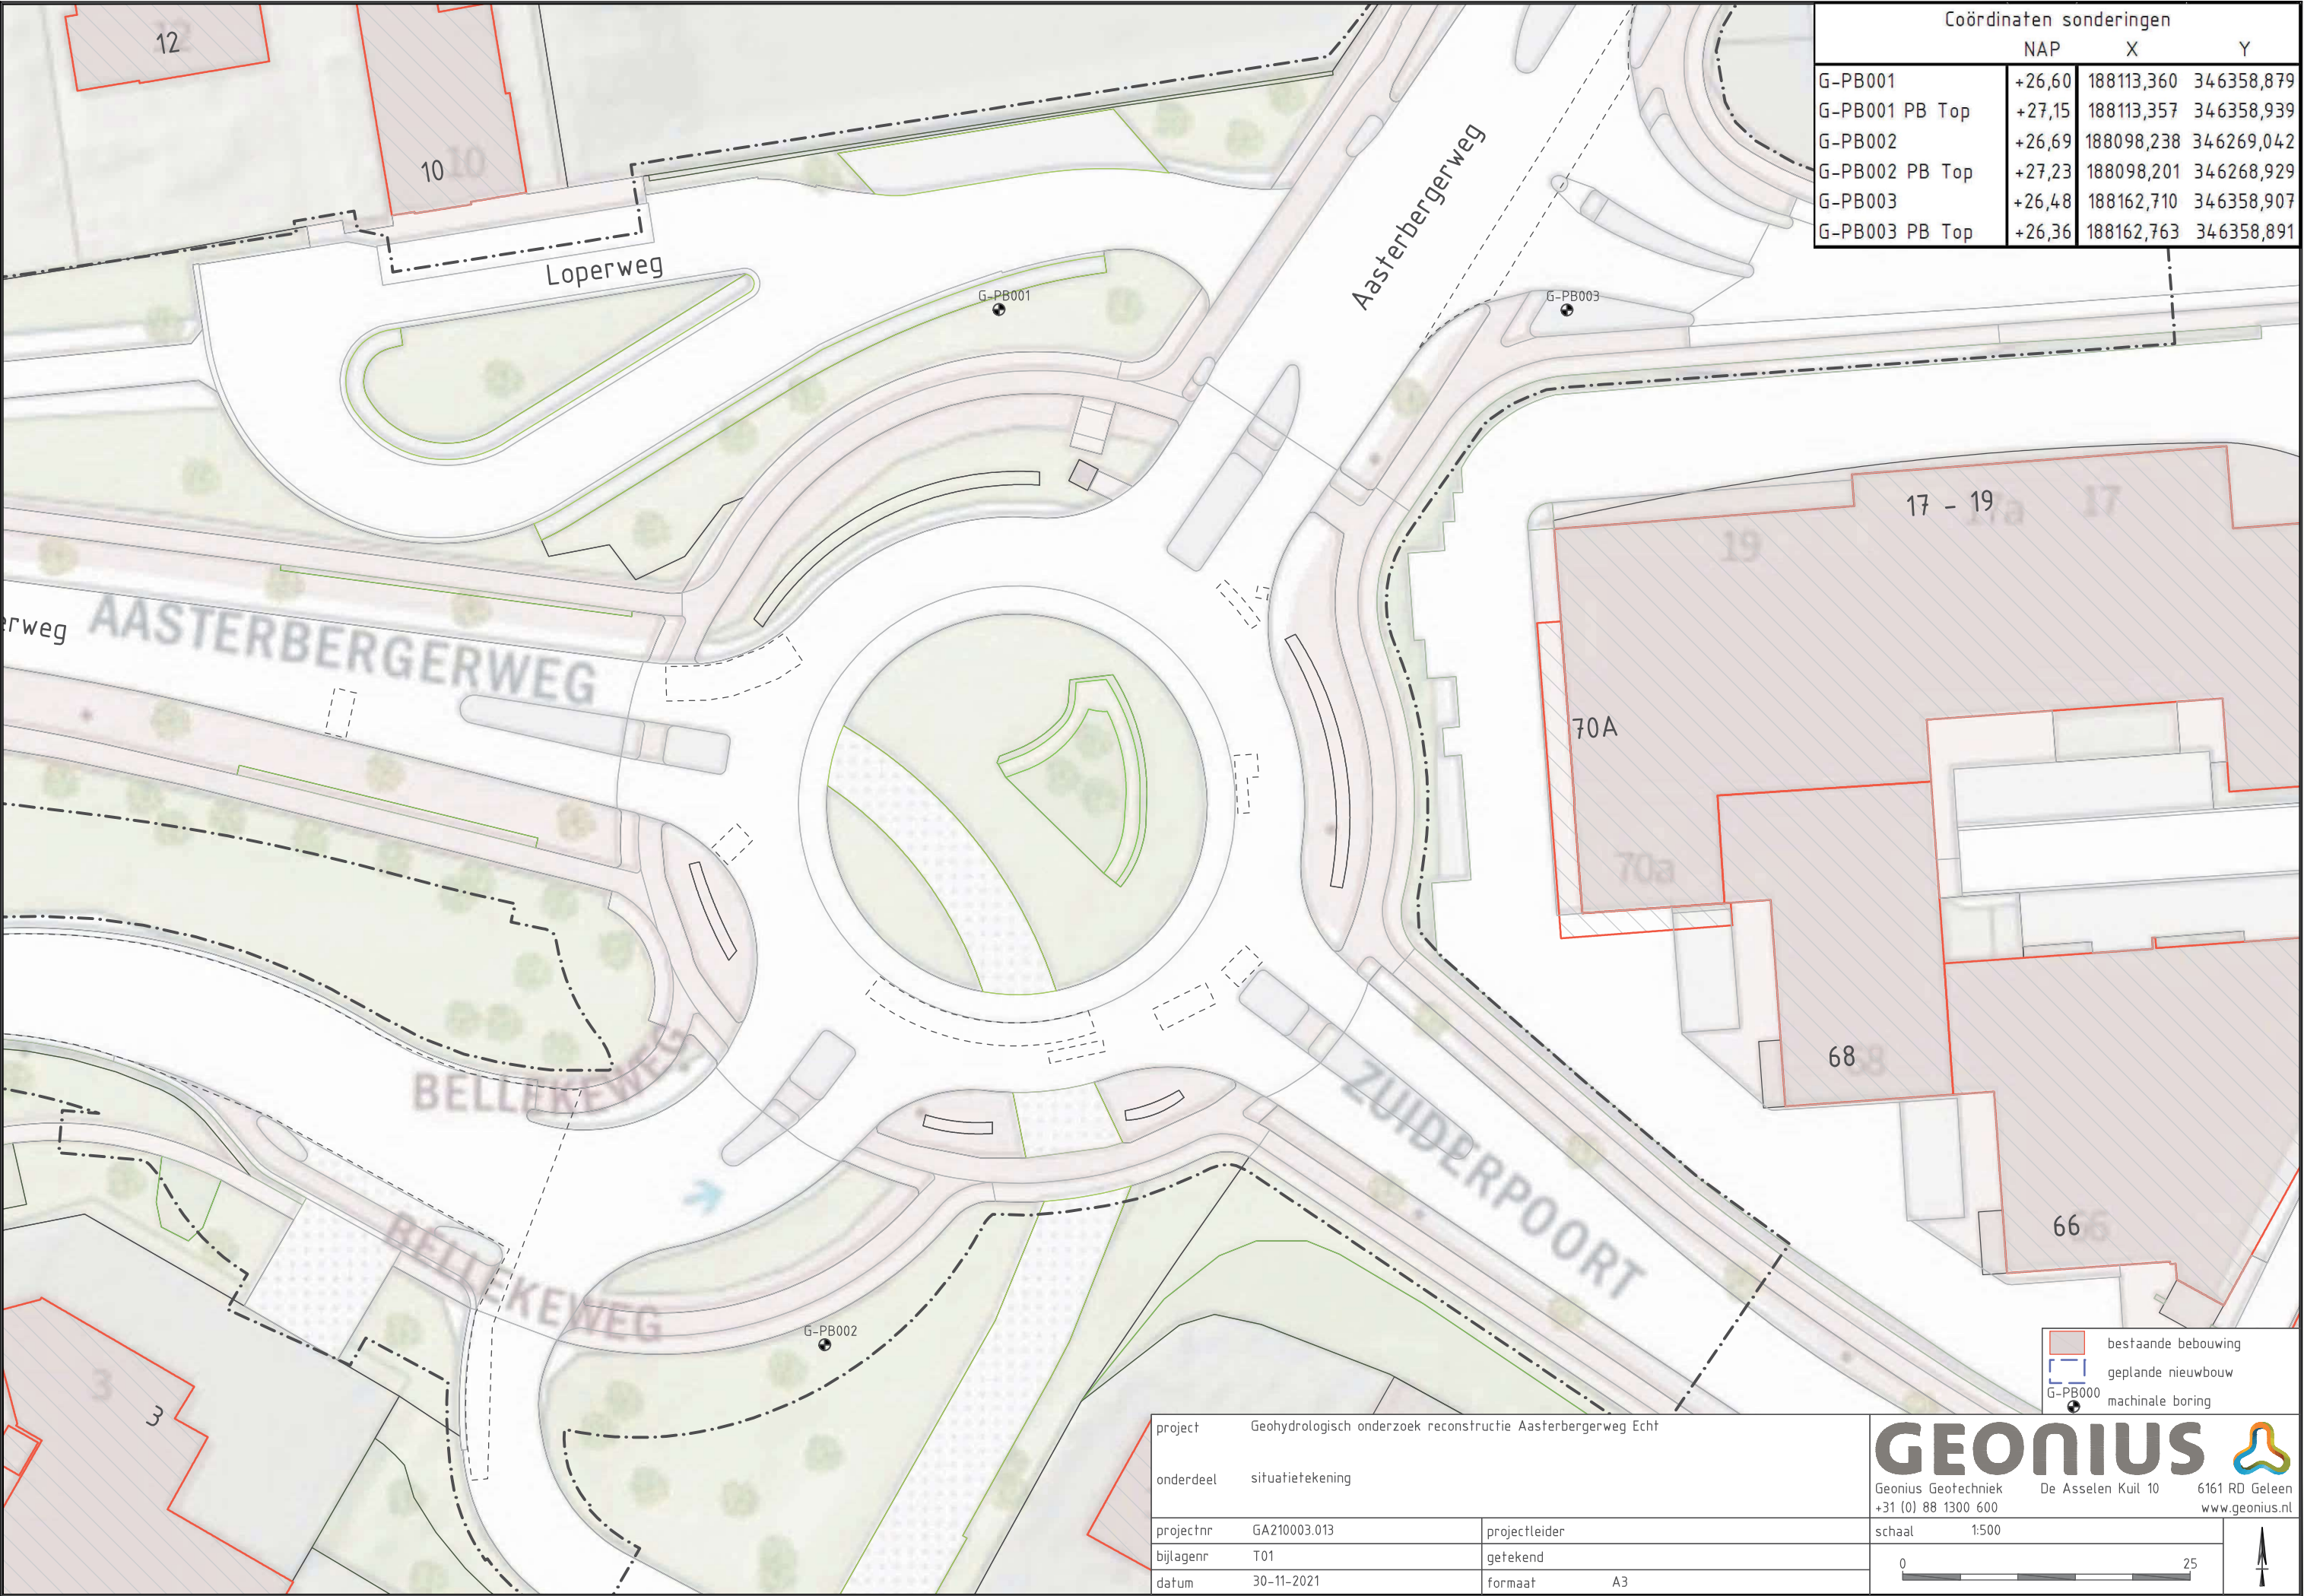 Coördinaten sonderingen
NAP X Y
G-PB001 +26,60 188113,360 346358,879
G-PB001 PB Top +27,15 188113,357 346358,939
G-PB002 +26,69 188098,238 346269,042
G-PB002 PB Top +27,23 188098,201 346268,929
G-PB003 +26,48 188162,710 346358,907
G-PB003 PB Top +26,36 188162,763 346358,891
12
10 10
Loperweg
Aasterbergerweg
G-PB001
G-PB003
17 - 19
17a 17
19
erweg
AASTERBERGERWEG
70A
70a
BELLEKEWEG
68 68
ZUIDERPOORT
BELLEKEWEG
66 66
G-PB002
3
3
bestaande bebouwing
geplande nieuwbouw
G-PB000
machinale boring
project Geohydrologisch onderzoek reconstructie Aasterbergerweg Echt
onderdeel situatietekening
projectnr GA210003.013 projectleider
bijlagenr T01 getekend
datum 30-11-2021 formaat A3
GEONIUS
Geonius Geotechniek De Asselen Kuil 10 6161 RD Geleen
+31 (0) 88 1300 600 www.geonius.nl
schaal 1:500
0 25